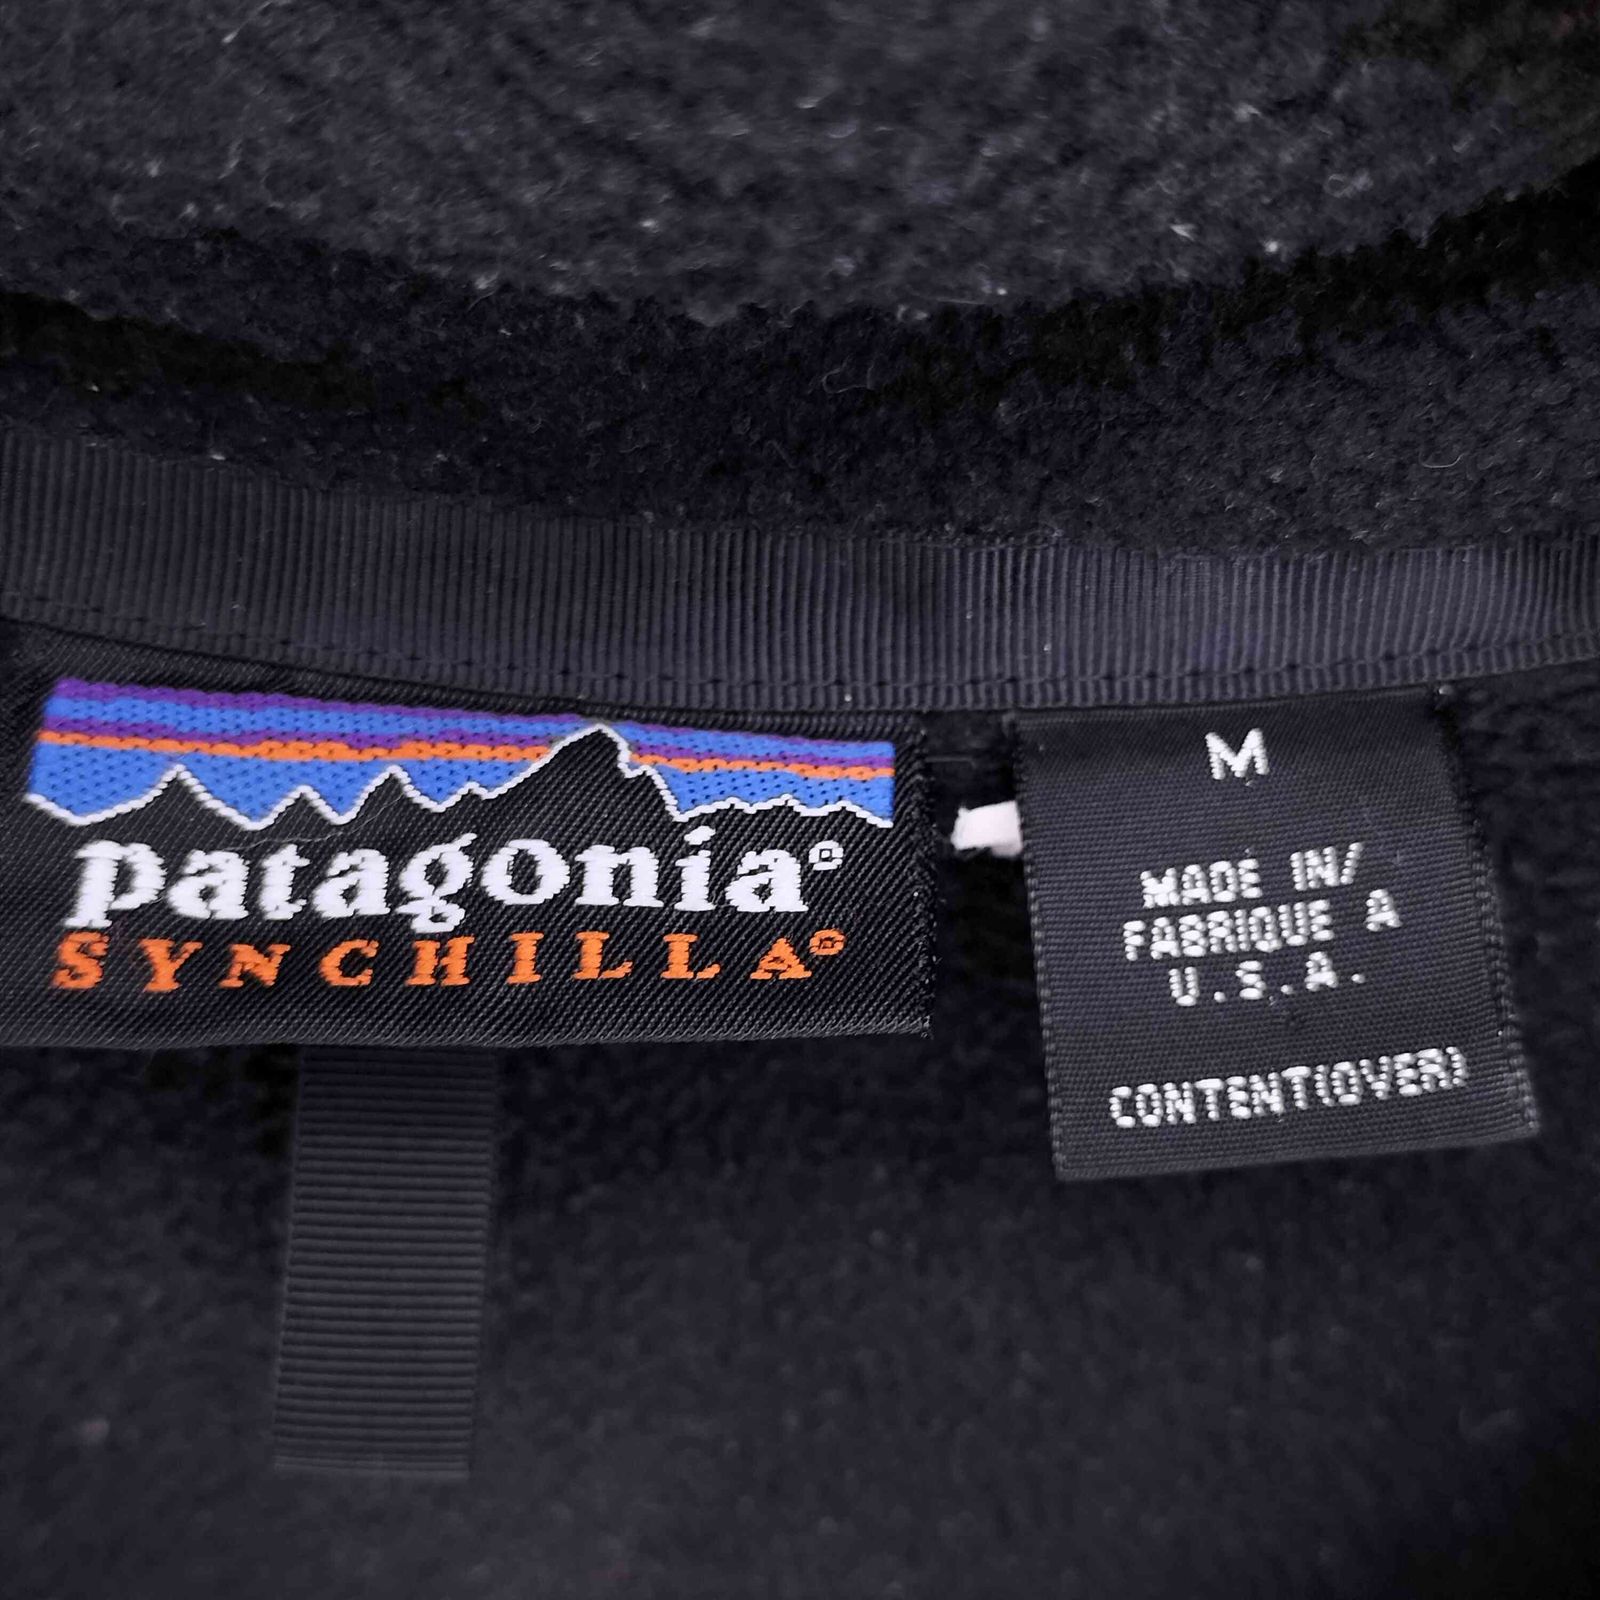 patagonia®
SYNCHILLA®
M
MADE IN/
FABRIQUE A
U.S.A.
CONTENT(OVER)